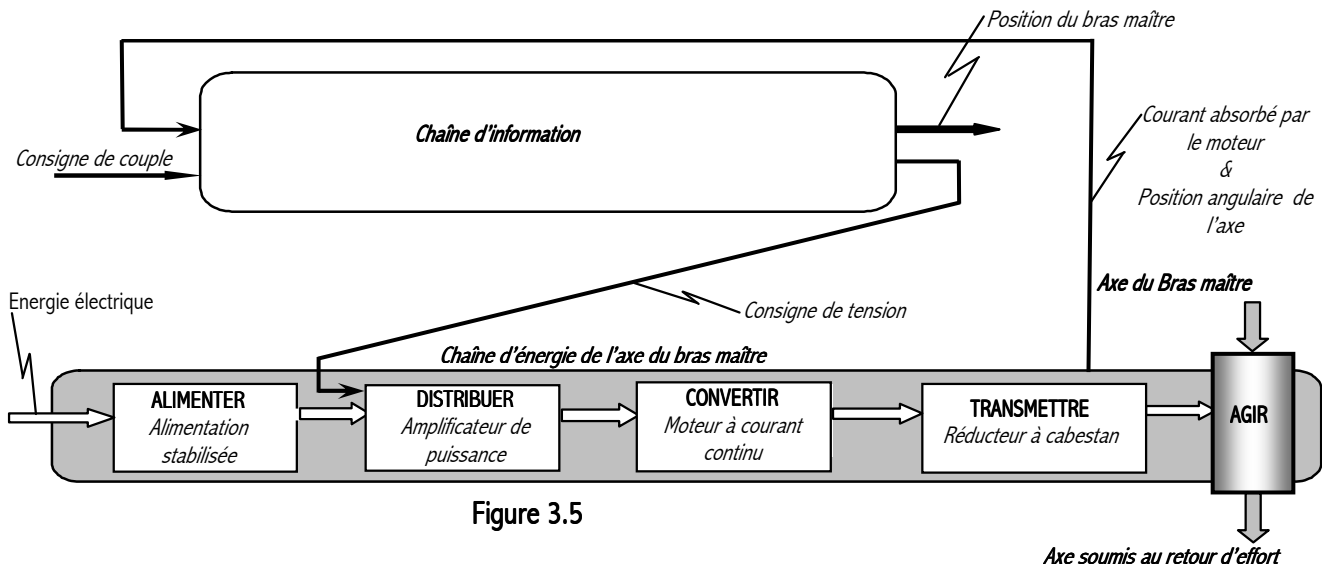 Position du bras maître
Chaîne d'information
Consigne de couple
Courant absorbé par
le moteur
&
Position angulaire de
l'axe
Axe du Bras maître
Energie électrique
Consigne de tension
Chaîne d'énergie de l'axe du bras maître
ALIMENTER
Alimentation
stabilisée
DISTRIBUER
Amplificateur de
puissance
CONVERTIR
Moteur à courant
continu
TRANSMETTRE
Réducteur à cabestan
AGIR
Figure 3.5
Axe soumis au retour d'effort